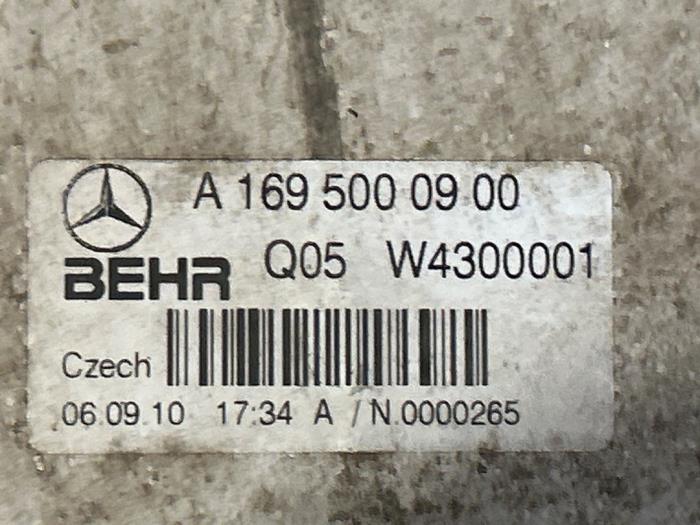 A 169 500 09 00
BEHR Q05 W4300001
Czech
06.09.10 17:34 A / N.0000265